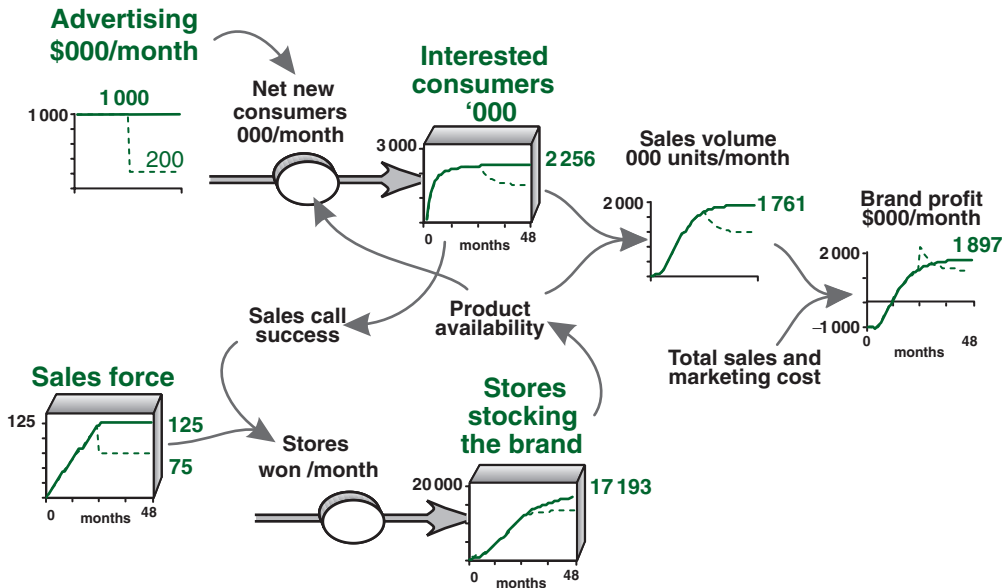 Advertising
$000/month
1 000
1 000
200
Net new
consumers
000/month
Interested
consumers
‘000
3 000
2 256
0
48
months
Sales volume
000 units/month
2 000
1 761
Brand profit
$000/month
2 000
1 897
–1 000
0
48
months
Sales call
success
Product
availability
Total sales and
marketing cost
Sales force
125
125
75
0
48
months
Stores
won /month
Stores
stocking
the brand
20 000
17 193
0
48
months